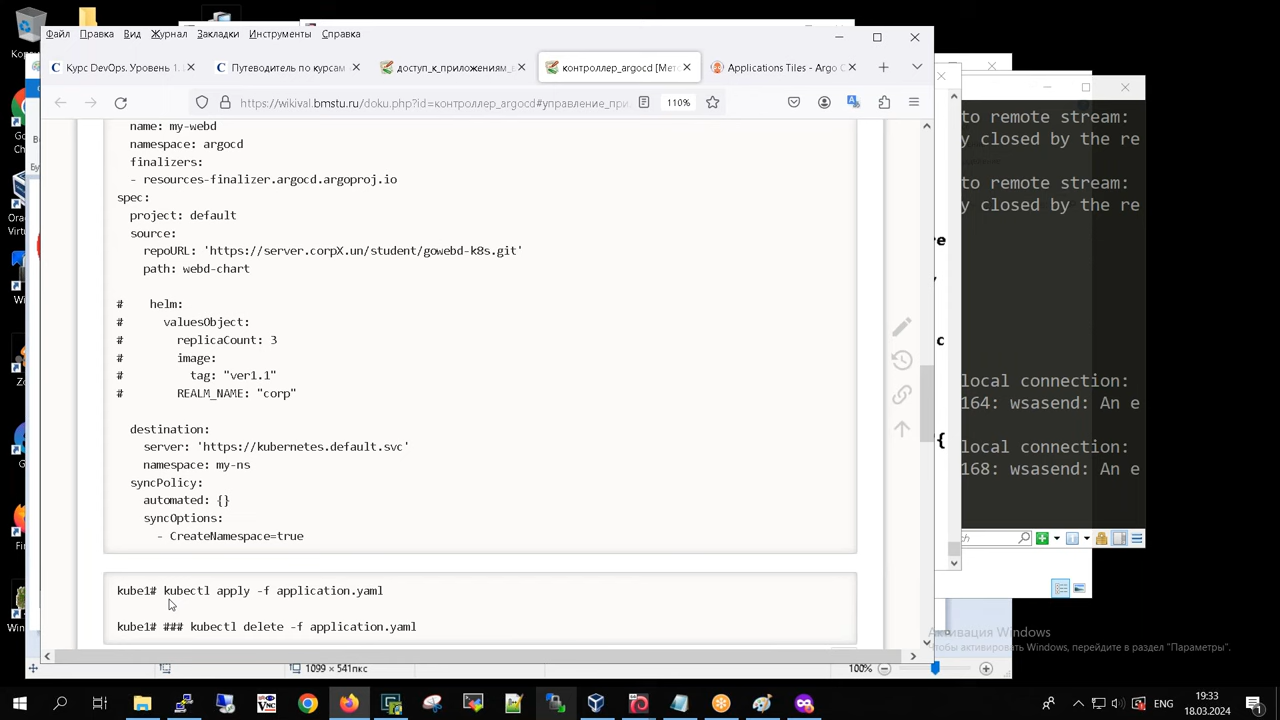 Файл Правка Вид Журнал Закладки Инструменты Справка
Курс DevOps. Уровень 1.
Путеводитель по курсам
доступ_к_приложениям_
контроллер_argocd [Мет
Applications Tiles - Argo C
https://wikival.bmstu.ru/doku.php?id=контроллер_argocd#управление_при
110%
name: my-webd
namespace: argocd
finalizers:
- resources-finalizer.argocd.argoproj.io
spec:
project: default
source:
repoURL: 'https://server.corpX.un/student/gowebd-k8s.git'
path: webd-chart
# helm:
# valuesObject:
# replicaCount: 3
# image:
# tag: "ver1.1"
# REALM_NAME: "corp"
destination:
server: 'https://kubernetes.default.svc'
namespace: my-ns
syncPolicy:
automated: {}
syncOptions:
- CreateNamespace=true
kube1# kubectl apply -f application.yaml
kube1# ### kubectl delete -f application.yaml
to remote stream:
y closed by the re
to remote stream:
y closed by the re
local connection:
164: wsasend: An e
local connection:
168: wsasend: An e
1099 × 541пкс
100%
Активация Windows
Чтобы активировать Windows, перейдите в раздел "Параметры".
ENG
19:33
18.03.2024